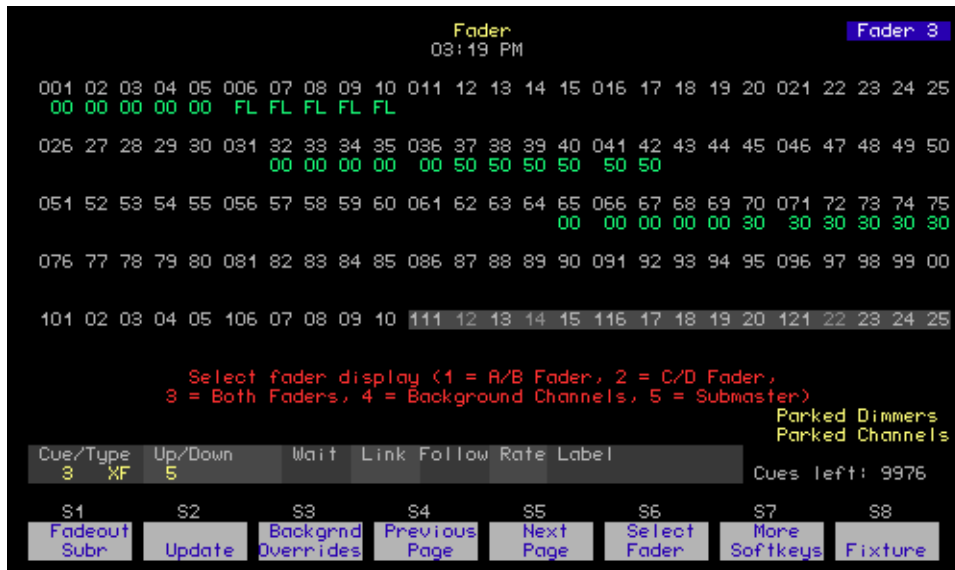 Fader Fader 3
03:19 PM
001 02 03 04 05 006 07 08 09 10 011 12 13 14 15 016 17 18 19 20 021 22 23 24 25
00 00 00 00 00 FL FL FL FL FL
026 27 28 29 30 031 32 33 34 35 036 37 38 39 40 041 42 43 44 45 046 47 48 49 50
00 00 00 00 00 50 50 50 50 50 50
051 52 53 54 55 056 57 58 59 60 061 62 63 64 65 066 67 68 69 70 071 72 73 74 75
00 00 00 00 00 30 30 30 30 30 30
076 77 78 79 80 081 82 83 84 85 086 87 88 89 90 091 92 93 94 95 096 97 98 99 00
101 02 03 04 05 106 07 08 09 10 111 12 13 14 15 116 17 18 19 20 121 22 23 24 25
Select fader display (1 = A/B Fader, 2 = C/D Fader,
3 = Both Faders, 4 = Background Channels, 5 = Submaster)
Parked Dimmers
Parked Channels
Cue/Type Up/Down Wait Link Follow Rate Label
3 XF 5 Cues left: 9976
S1 S2 S3 S4 S5 S6 S7 S8
Fadeout Backgrnd Previous Next Select More
Subr Update Overrides Page Page Fader Softkeys Fixture